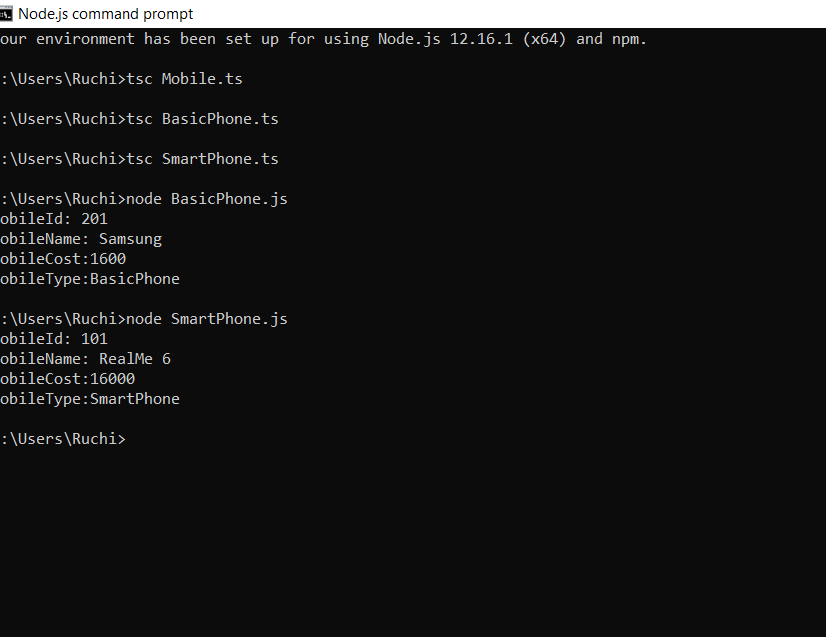 Node.js command prompt
our environment has been set up for using Node.js 12.16.1 (x64) and npm.
:\Users\Ruchi>tsc Mobile.ts
:\Users\Ruchi>tsc BasicPhone.ts
:\Users\Ruchi>tsc SmartPhone.ts
:\Users\Ruchi>node BasicPhone.js
obileId: 201
obileName: Samsung
obileCost:1600
obileType:BasicPhone
:\Users\Ruchi>node SmartPhone.js
obileId: 101
obileName: RealMe 6
obileCost:16000
obileType:SmartPhone
:\Users\Ruchi>